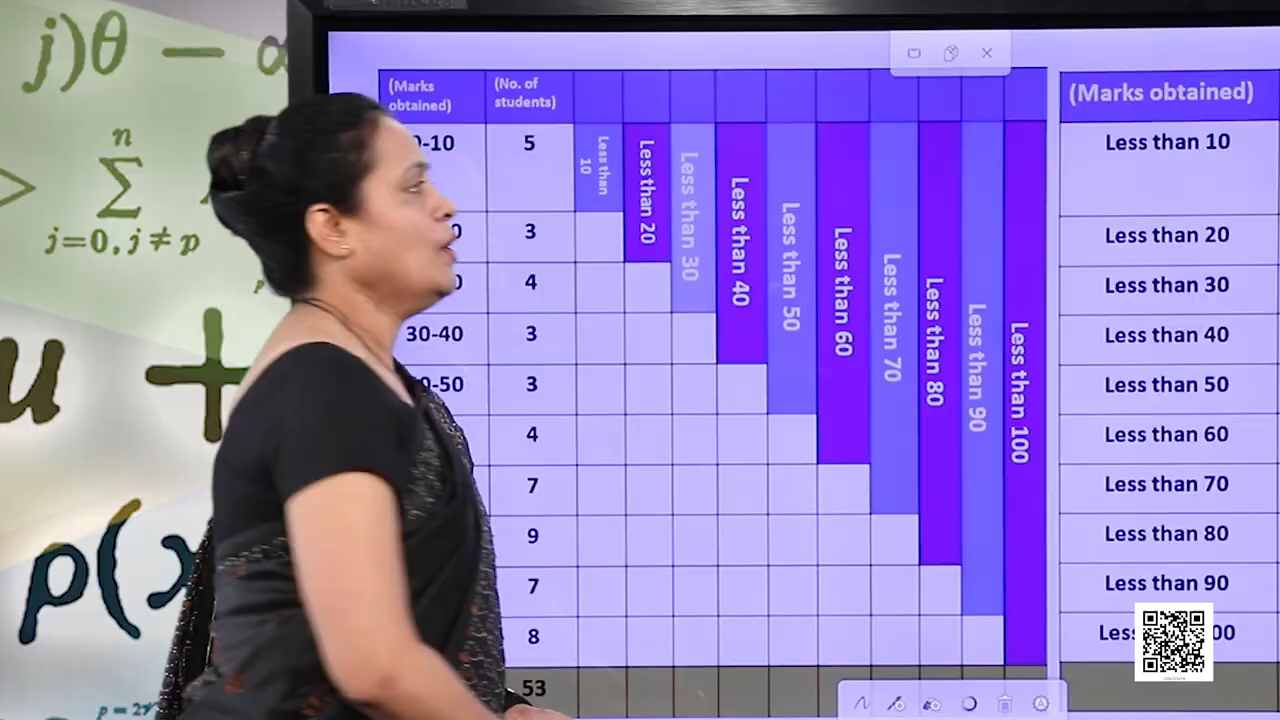 j)θ − α
n
> ∑
j=0, j ≠ p
u +
ρ(x
(Marks obtained)
(No. of students)
(Marks obtained)
-10
5
Less than 10
Less than 20
Less than 30
Less than 40
Less than 50
Less than 60
Less than 70
Less than 80
Less than 90
Less than 100
Less than 10
3
Less than 20
4
Less than 30
30-40
3
Less than 40
0-50
3
Less than 50
4
Less than 60
7
Less than 70
9
Less than 80
7
Less than 90
8
53